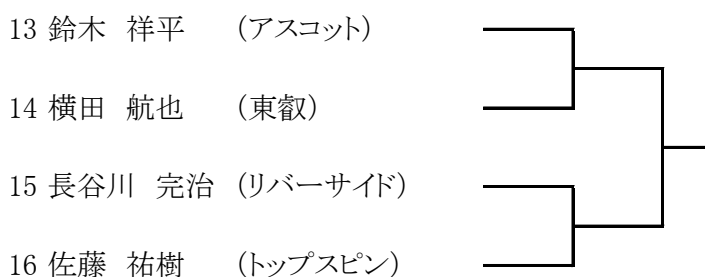 13 鈴木 祥平 (アスコット)
14 横田 航也 (東叡)
15 長谷川 完治 (リバーサイド)
16 佐藤 祐樹 (トップスピン)